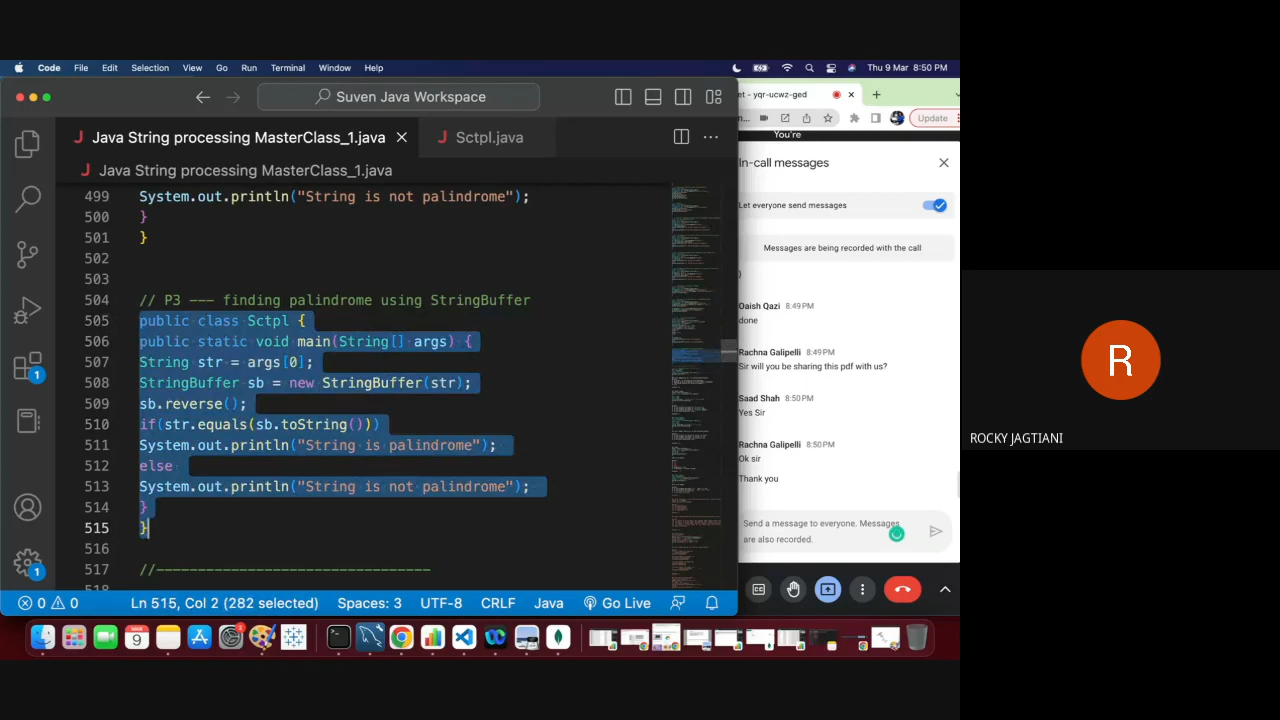 Code File Edit Selection View Go Run Terminal Window Help
Thu 9 Mar 8:50 PM
Suven Java Workspace
J Java String processing MasterClass_1.java
J Sctpl.java
J Java String processing MasterClass_1.java
499 System.out.println("String is not palindrome");
500 }
501 }
502
503
504 // P3 --- finding palindrome using StringBuffer
505 public class Sctpl {
506 public static void main(String[] args) {
507 String str = args[0];
508 StringBuffer sb = new StringBuffer(str);
509 sb.reverse();
510 if(str.equals(sb.toString()))
511 System.out.println("String is palindrome");
512 else
513 System.out.println("String is not palindrome");
514 }
515 }
516
517 //-------------------------------
1
1
0 0
Ln 515, Col 2 (282 selected) Spaces: 3 UTF-8 CRLF Java Go Live
et - yqr-ucwz-ged
Update
You're
In-call messages
Let everyone send messages
Messages are being recorded with the call
)
Qaish Qazi 8:49 PM
done
Rachna Galipelli 8:49 PM
Sir will you be sharing this pdf with us?
Saad Shah 8:50 PM
Yes Sir
Rachna Galipelli 8:50 PM
Ok sir
Thank you
Send a message to everyone. Messages
are also recorded.
R
ROCKY JAGTIANI